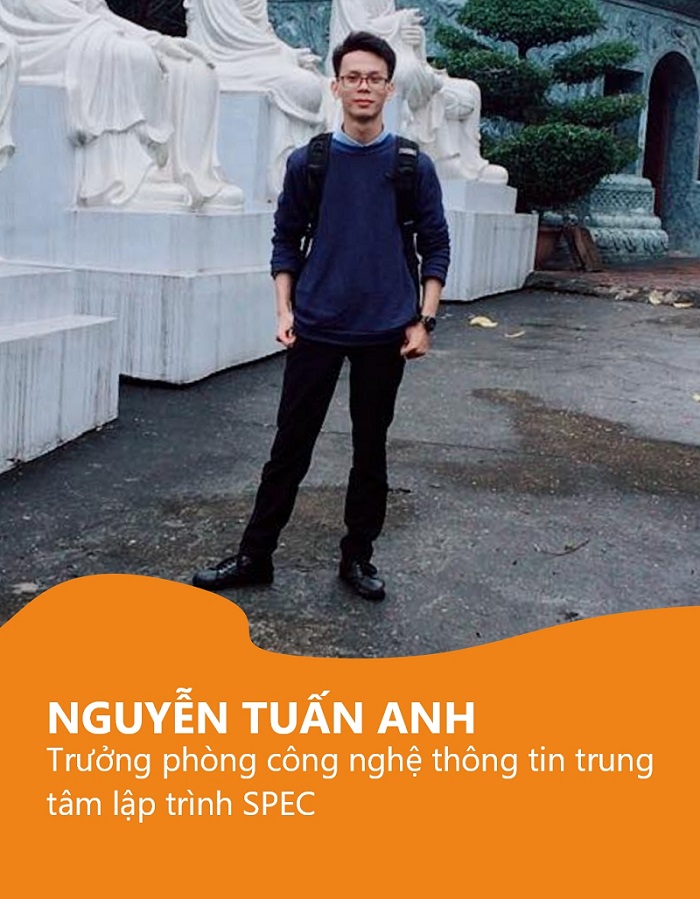 NGUYỄN TUẤN ANH
Trưởng phòng công nghệ thông tin trung
tâm lập trình SPEC